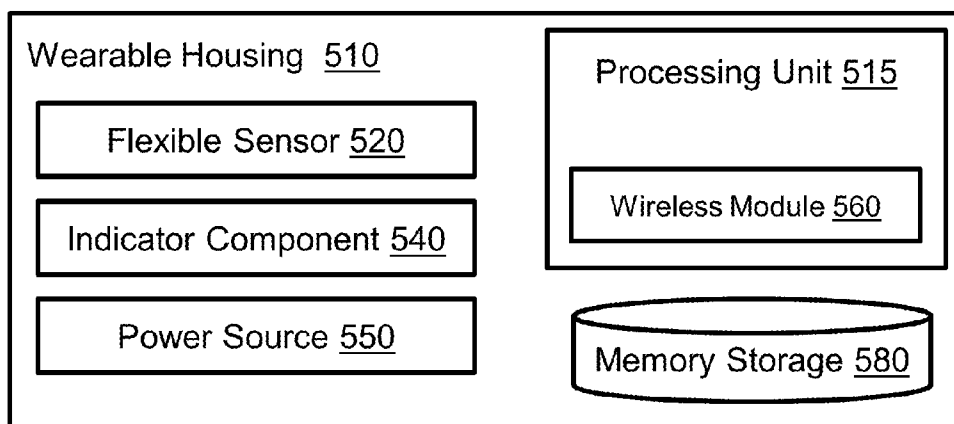 Wearable Housing 510
Flexible Sensor 520
Indicator Component 540
Power Source 550
Processing Unit 515
Wireless Module 560
Memory Storage 580